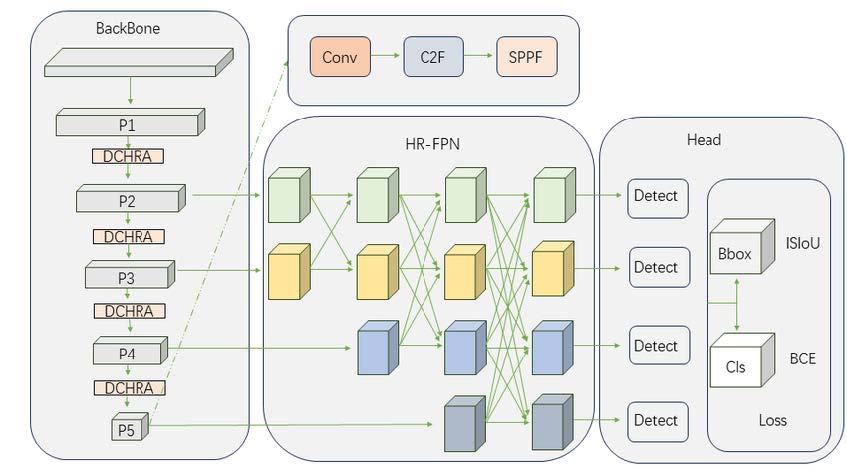 BackBone
P1
DCHRA
P2
DCHRA
P3
DCHRA
P4
DCHRA
P5
Conv
C2F
SPPF
HR-FPN
Head
Detect
Detect
Detect
Detect
Bbox
ISIoU
Cls
BCE
Loss